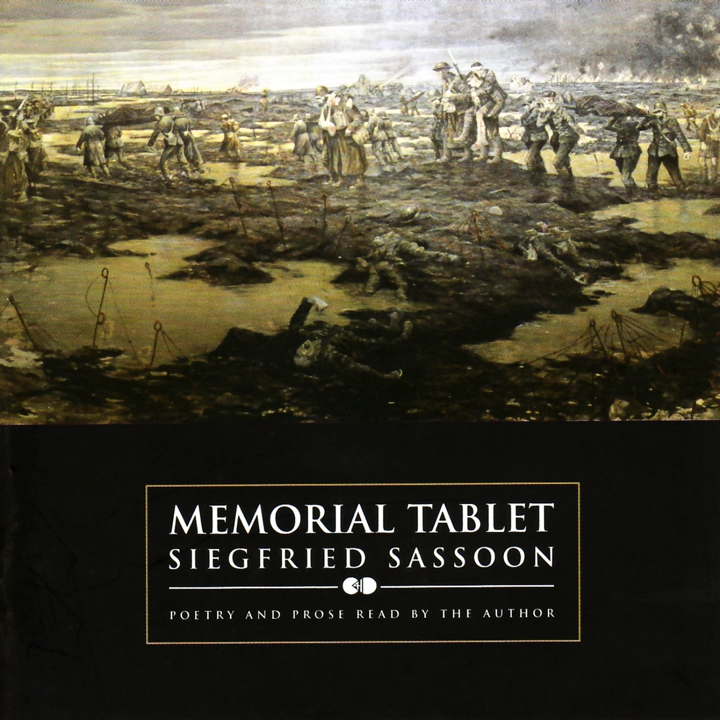 MEMORIAL TABLET
SIEGFRIED SASSOON
POETRY AND PROSE READ BY THE AUTHOR